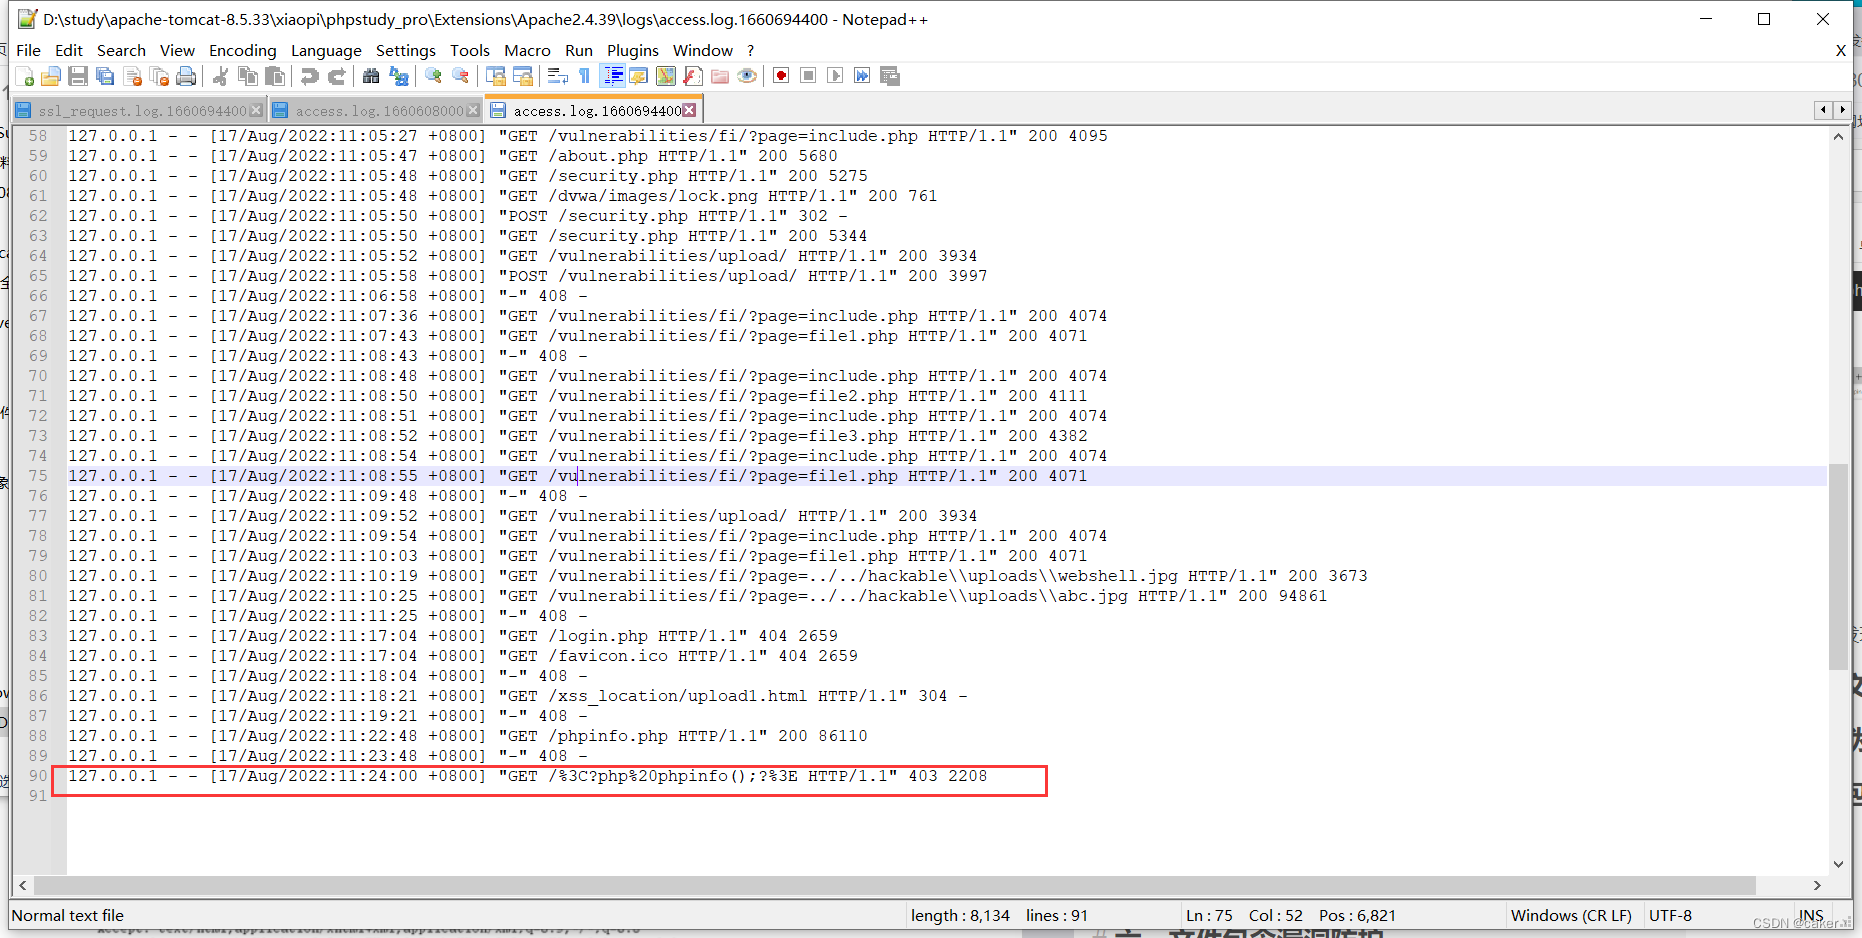 D:\study\apache-tomcat-8.5.33\xiaopi\phpstudy_pro\Extensions\Apache2.4.39\logs\access.log.1660694400 - Notepad++
File Edit Search View Encoding Language Settings Tools Macro Run Plugins Window ? X
ssl_request.log.1660694400 access.log.1660608000 access.log.1660694400
58 127.0.0.1 - - [17/Aug/2022:11:05:27 +0800] "GET /vulnerabilities/fi/?page=include.php HTTP/1.1" 200 4095
59 127.0.0.1 - - [17/Aug/2022:11:05:47 +0800] "GET /about.php HTTP/1.1" 200 5680
60 127.0.0.1 - - [17/Aug/2022:11:05:48 +0800] "GET /security.php HTTP/1.1" 200 5275
61 127.0.0.1 - - [17/Aug/2022:11:05:48 +0800] "GET /dvwa/images/lock.png HTTP/1.1" 200 761
62 127.0.0.1 - - [17/Aug/2022:11:05:50 +0800] "POST /security.php HTTP/1.1" 302 -
63 127.0.0.1 - - [17/Aug/2022:11:05:50 +0800] "GET /security.php HTTP/1.1" 200 5344
64 127.0.0.1 - - [17/Aug/2022:11:05:52 +0800] "GET /vulnerabilities/upload/ HTTP/1.1" 200 3934
65 127.0.0.1 - - [17/Aug/2022:11:05:58 +0800] "POST /vulnerabilities/upload/ HTTP/1.1" 200 3997
66 127.0.0.1 - - [17/Aug/2022:11:06:58 +0800] "-" 408 -
67 127.0.0.1 - - [17/Aug/2022:11:07:36 +0800] "GET /vulnerabilities/fi/?page=include.php HTTP/1.1" 200 4074
68 127.0.0.1 - - [17/Aug/2022:11:07:43 +0800] "GET /vulnerabilities/fi/?page=file1.php HTTP/1.1" 200 4071
69 127.0.0.1 - - [17/Aug/2022:11:08:43 +0800] "-" 408 -
70 127.0.0.1 - - [17/Aug/2022:11:08:48 +0800] "GET /vulnerabilities/fi/?page=include.php HTTP/1.1" 200 4074
71 127.0.0.1 - - [17/Aug/2022:11:08:50 +0800] "GET /vulnerabilities/fi/?page=file2.php HTTP/1.1" 200 4111
72 127.0.0.1 - - [17/Aug/2022:11:08:51 +0800] "GET /vulnerabilities/fi/?page=include.php HTTP/1.1" 200 4074
73 127.0.0.1 - - [17/Aug/2022:11:08:52 +0800] "GET /vulnerabilities/fi/?page=file3.php HTTP/1.1" 200 4382
74 127.0.0.1 - - [17/Aug/2022:11:08:54 +0800] "GET /vulnerabilities/fi/?page=include.php HTTP/1.1" 200 4074
75 127.0.0.1 - - [17/Aug/2022:11:08:55 +0800] "GET /vulnerabilities/fi/?page=file1.php HTTP/1.1" 200 4071
76 127.0.0.1 - - [17/Aug/2022:11:09:48 +0800] "-" 408 -
77 127.0.0.1 - - [17/Aug/2022:11:09:52 +0800] "GET /vulnerabilities/upload/ HTTP/1.1" 200 3934
78 127.0.0.1 - - [17/Aug/2022:11:09:54 +0800] "GET /vulnerabilities/fi/?page=include.php HTTP/1.1" 200 4074
79 127.0.0.1 - - [17/Aug/2022:11:10:03 +0800] "GET /vulnerabilities/fi/?page=file1.php HTTP/1.1" 200 4071
80 127.0.0.1 - - [17/Aug/2022:11:10:19 +0800] "GET /vulnerabilities/fi/?page=../../hackable\\uploads\\webshell.jpg HTTP/1.1" 200 3673
81 127.0.0.1 - - [17/Aug/2022:11:10:25 +0800] "GET /vulnerabilities/fi/?page=../../hackable\\uploads\\abc.jpg HTTP/1.1" 200 94861
82 127.0.0.1 - - [17/Aug/2022:11:11:25 +0800] "-" 408 -
83 127.0.0.1 - - [17/Aug/2022:11:17:04 +0800] "GET /login.php HTTP/1.1" 404 2659
84 127.0.0.1 - - [17/Aug/2022:11:17:04 +0800] "GET /favicon.ico HTTP/1.1" 404 2659
85 127.0.0.1 - - [17/Aug/2022:11:18:04 +0800] "-" 408 -
86 127.0.0.1 - - [17/Aug/2022:11:18:21 +0800] "GET /xss_location/upload1.html HTTP/1.1" 304 -
87 127.0.0.1 - - [17/Aug/2022:11:19:21 +0800] "-" 408 -
88 127.0.0.1 - - [17/Aug/2022:11:22:48 +0800] "GET /phpinfo.php HTTP/1.1" 200 86110
89 127.0.0.1 - - [17/Aug/2022:11:23:48 +0800] "-" 408 -
90 127.0.0.1 - - [17/Aug/2022:11:24:00 +0800] "GET /%3C?php%20phpinfo();?%3E HTTP/1.1" 403 2208
91
Normal text file length : 8,134 lines : 91 Ln : 75 Col : 52 Pos : 6,821 Windows (CR LF) UTF-8 INS
CSDN @caker